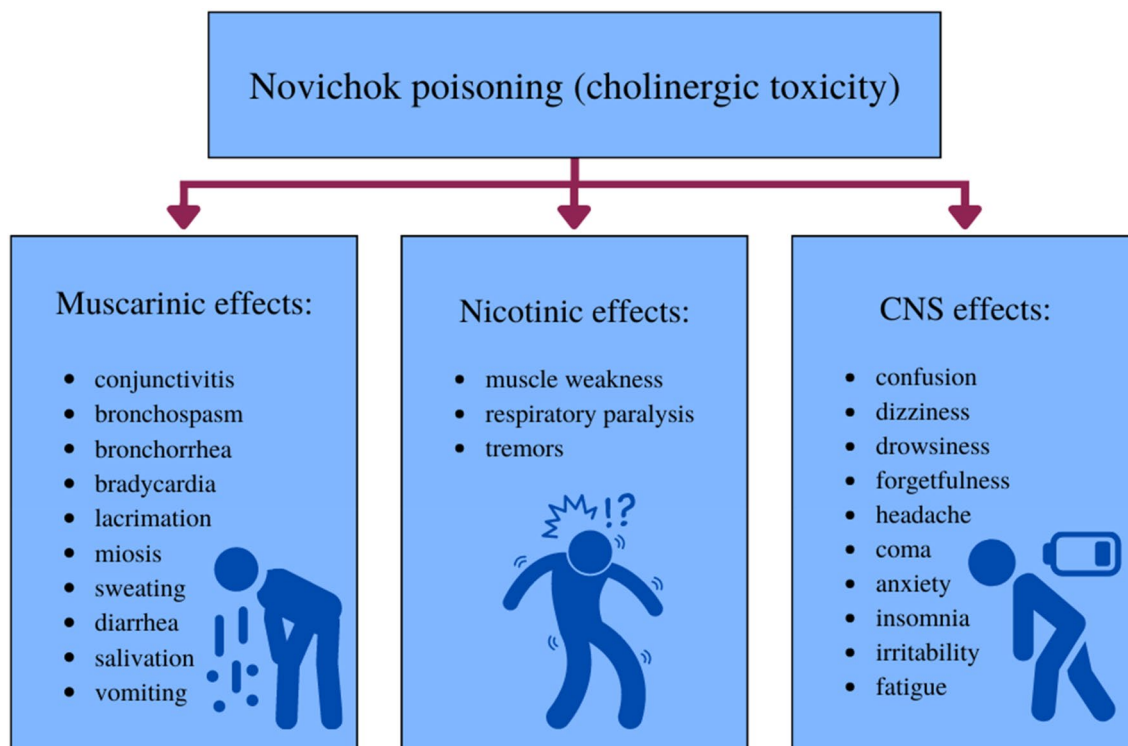 Novichok poisoning (cholinergic toxicity)
Muscarinic effects:
• conjunctivitis
• bronchospasm
• bronchorrhea
• bradycardia
• lacrimation
• miosis
• sweating
• diarrhea
• salivation
• vomiting
Nicotinic effects:
• muscle weakness
• respiratory paralysis
• tremors
!?
CNS effects:
• confusion
• dizziness
• drowsiness
• forgetfulness
• headache
• coma
• anxiety
• insomnia
• irritability
• fatigue